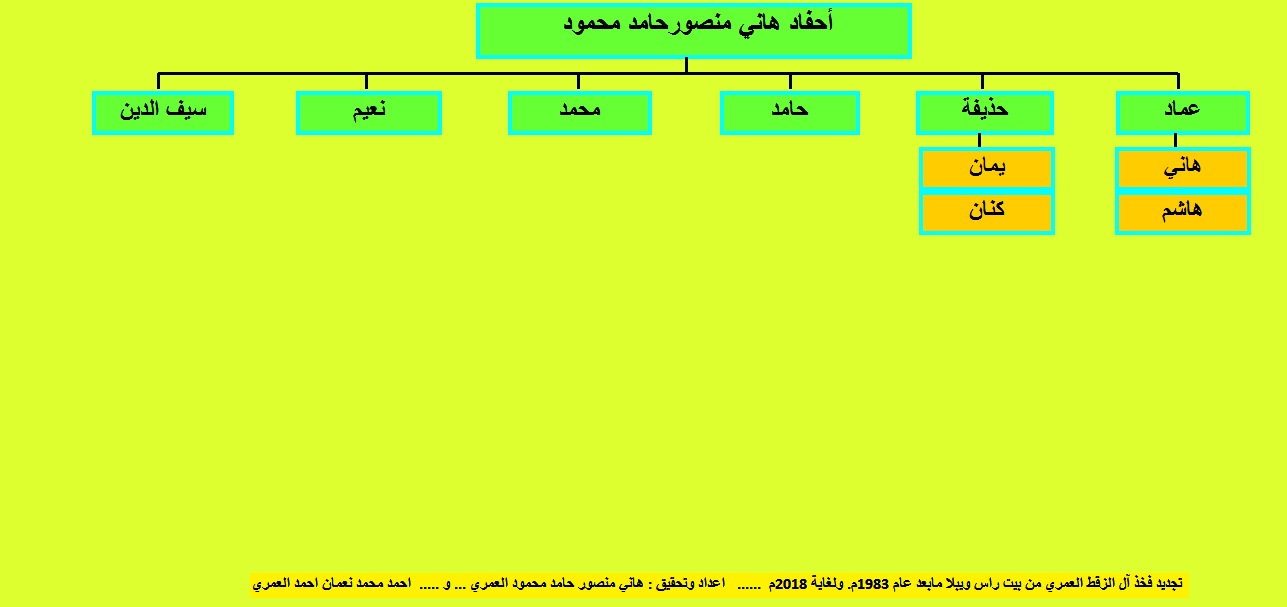 أحفاد هاني منصورحامد محمود
عماد
حذيفة
حامد
محمد
نعيم
سيف الدين
هاني
يمان
هاشم
كنان
تجديد فخذ آل الزقط العمري من بيت راس ويبلا مابعد عام 1983م. ولغاية 2018م ...... اعداد وتحقيق : هاني منصور حامد محمود العمري ... و ..... احمد محمد نعمان احمد العمري